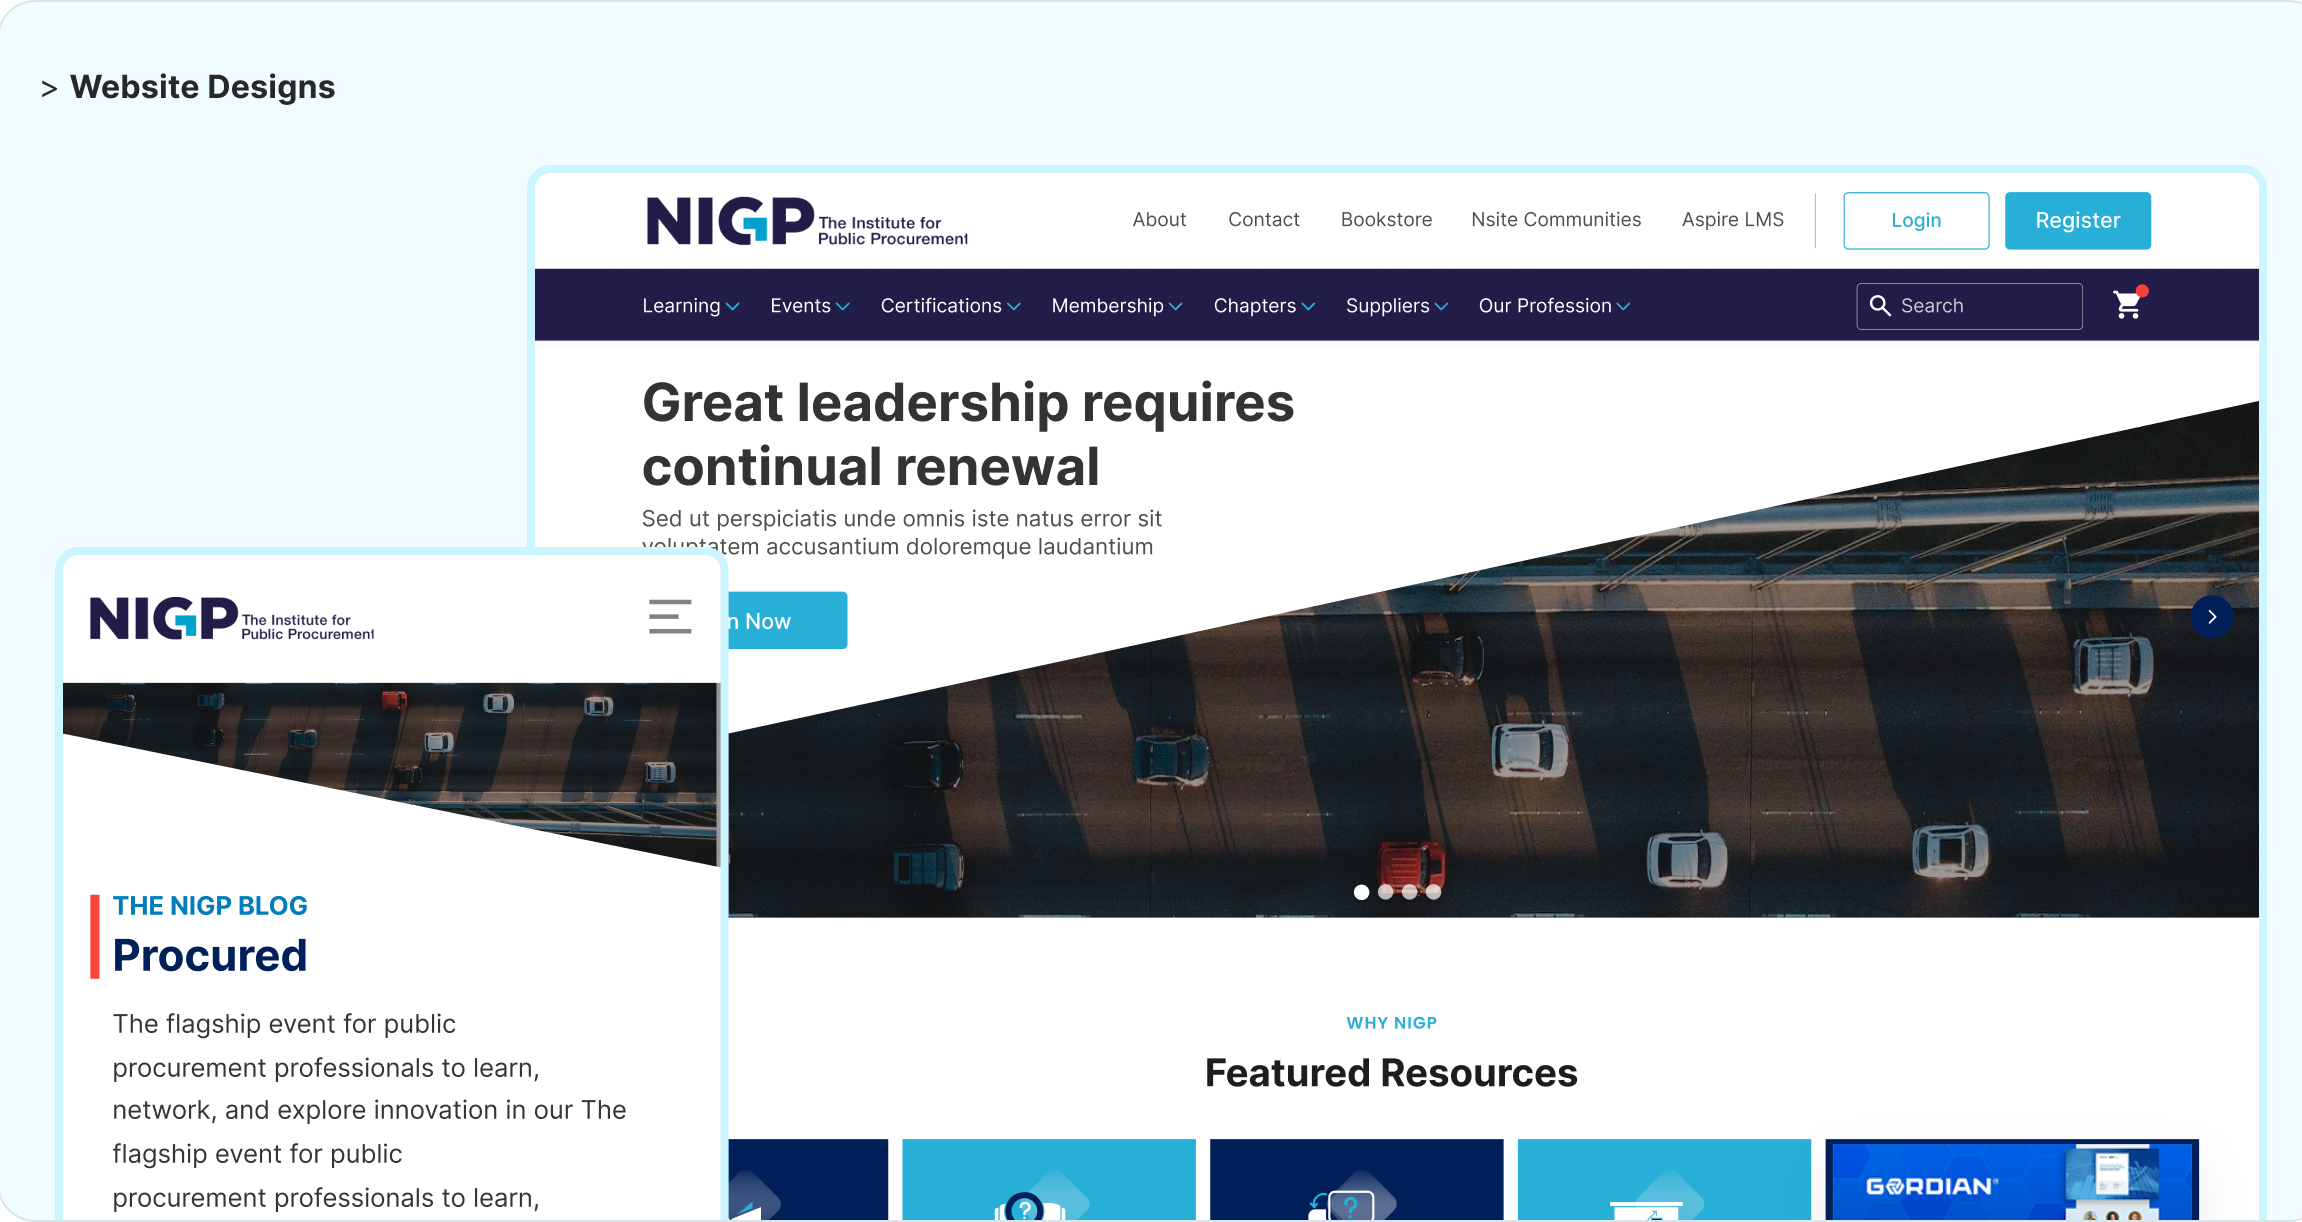 > Website Designs
NIGP The Institute for
Public Procurement
About Contact Bookstore Nsite Communities Aspire LMS Login Register
Learning Events Certifications Membership Chapters Suppliers Our Profession Search
Great leadership requires
continual renewal
Sed ut perspiciatis unde omnis iste natus error sit
voluptatem accusantium doloremque laudantium
n Now
WHY NIGP
Featured Resources
?
?
GORDIAN
NIGP The Institute for
Public Procurement
THE NIGP BLOG
Procured
The flagship event for public
procurement professionals to learn,
network, and explore innovation in our The
flagship event for public
procurement professionals to learn,